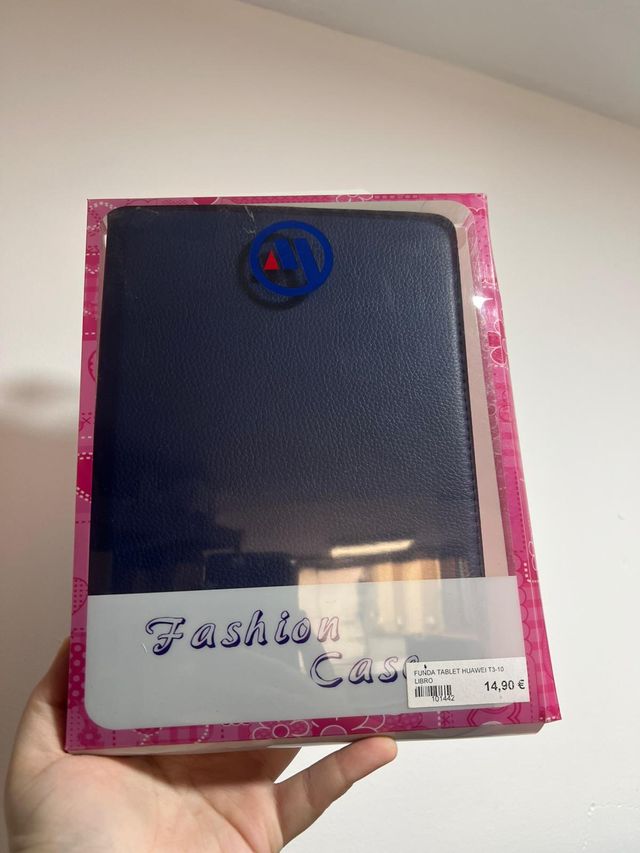 Fashion
Case
FUNDA TABLET HUAWEI T3-10
LIBRO
14,90 €
101442